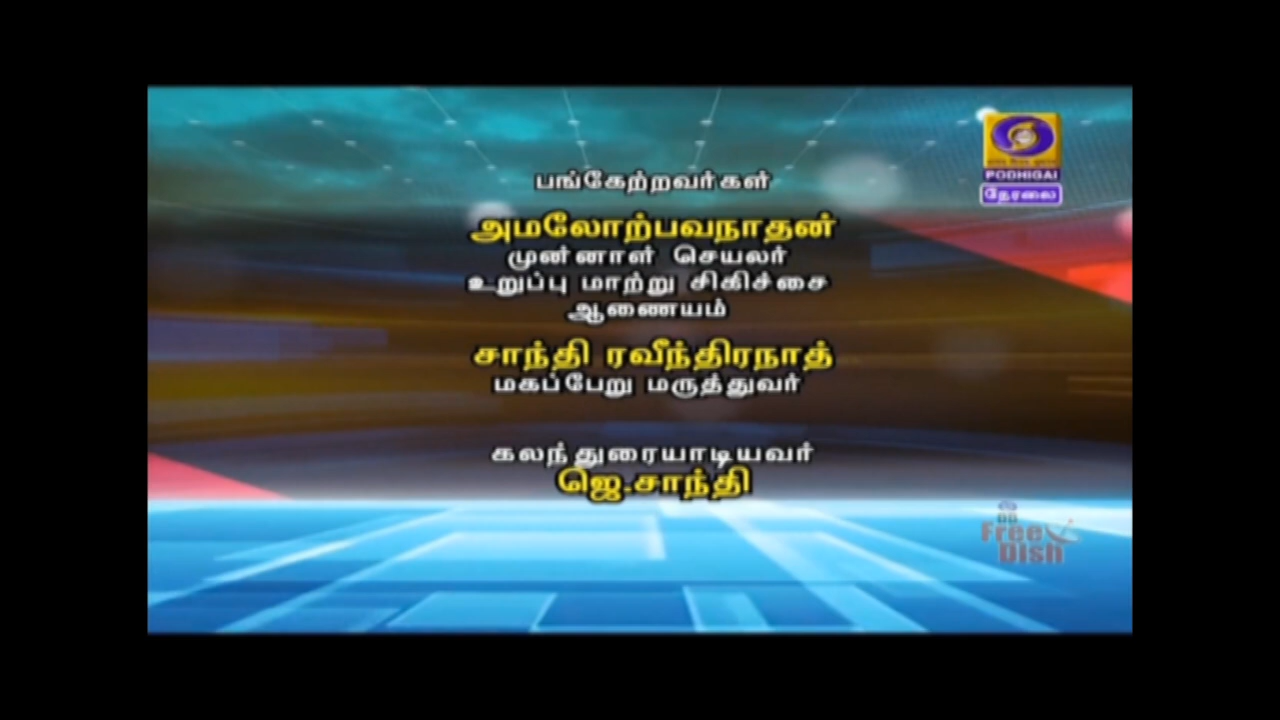 பங்கேற்றவர்கள்
அமலோற்பவநாதன்
முன்னாள் செயலர்
உறுப்பு மாற்று சிகிச்சை
ஆணையம்
சாந்தி ரவீந்திரநாத்
மகப்பேறு மருத்துவர்
கலந்துரையாடியவர்
ஜெ.சாந்தி
PODHIGAI
நேரலை
DD
Free
Dish